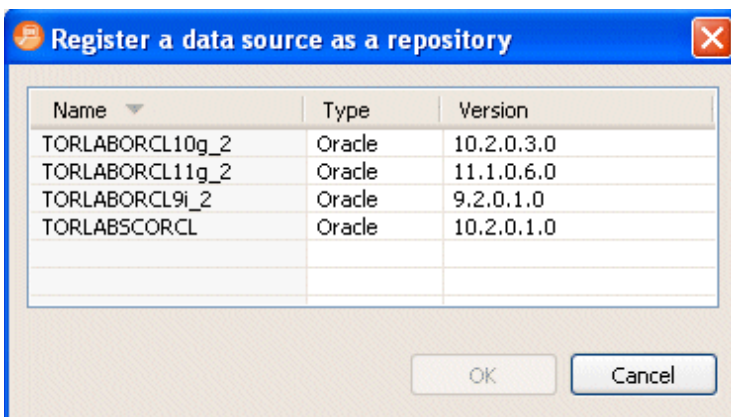 Register a data source as a repository
Name Type Version
TORLABORCL10g_2 Oracle 10.2.0.3.0
TORLABORCL11g_2 Oracle 11.1.0.6.0
TORLABORCL9i_2 Oracle 9.2.0.1.0
TORLABSCORCL Oracle 10.2.0.1.0
OK Cancel